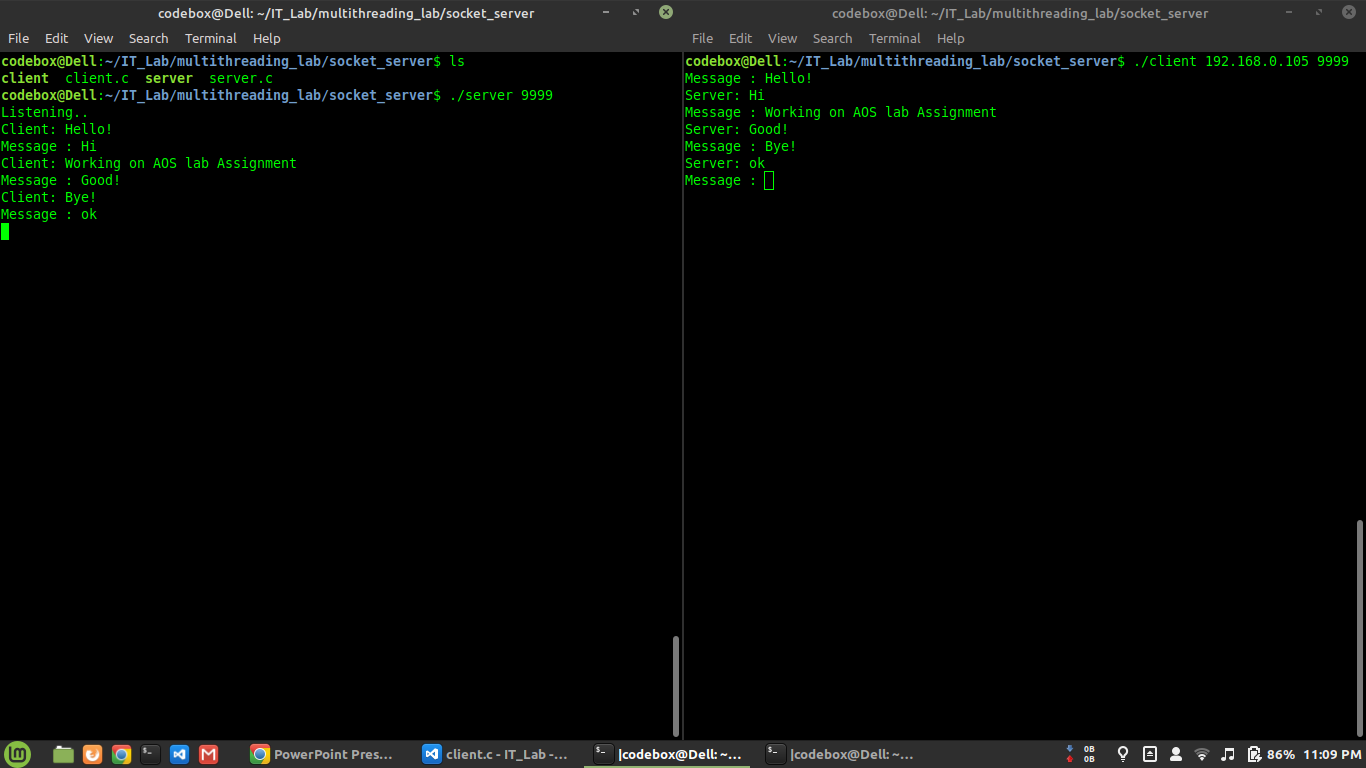 codebox@Dell: ~/IT_Lab/multithreading_lab/socket_server
File Edit View Search Terminal Help
codebox@Dell:~/IT_Lab/multithreading_lab/socket_server$ ls
client client.c server server.c
codebox@Dell:~/IT_Lab/multithreading_lab/socket_server$ ./server 9999
Listening..
Client: Hello!
Message : Hi
Client: Working on AOS lab Assignment
Message : Good!
Client: Bye!
Message : ok
codebox@Dell: ~/IT_Lab/multithreading_lab/socket_server
File Edit View Search Terminal Help
codebox@Dell:~/IT_Lab/multithreading_lab/socket_server$ ./client 192.168.0.105 9999
Message : Hello!
Server: Hi
Message : Working on AOS lab Assignment
Server: Good!
Message : Bye!
Server: ok
Message :
PowerPoint Pres...
client.c - IT_Lab -...
|codebox@Dell: ~...
|codebox@Dell: ~...
0B
0B
86%
11:09 PM